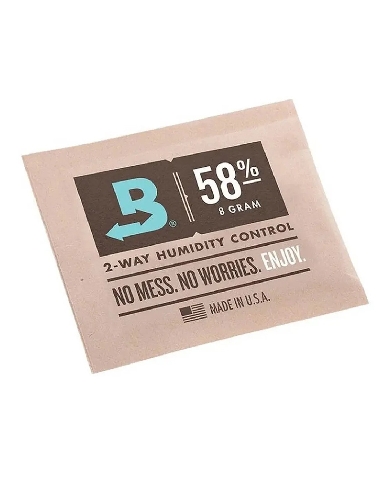 B®
58%
8 GRAM
2-WAY HUMIDITY CONTROL
NO MESS. NO WORRIES. ENJOY.
MADE IN U.S.A.